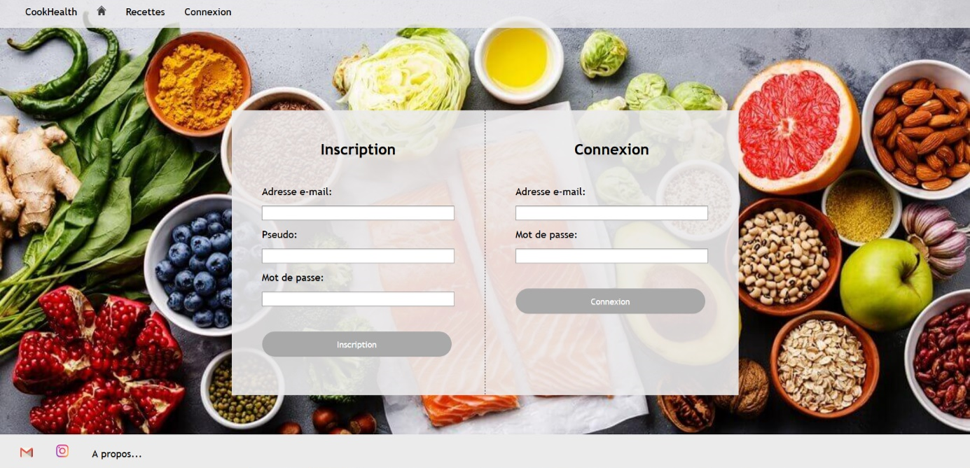 CookHealth Recettes Connexion
Inscription
Adresse e-mail:
Pseudo:
Mot de passe:
Inscription
Connexion
Adresse e-mail:
Mot de passe:
Connexion
A propos...